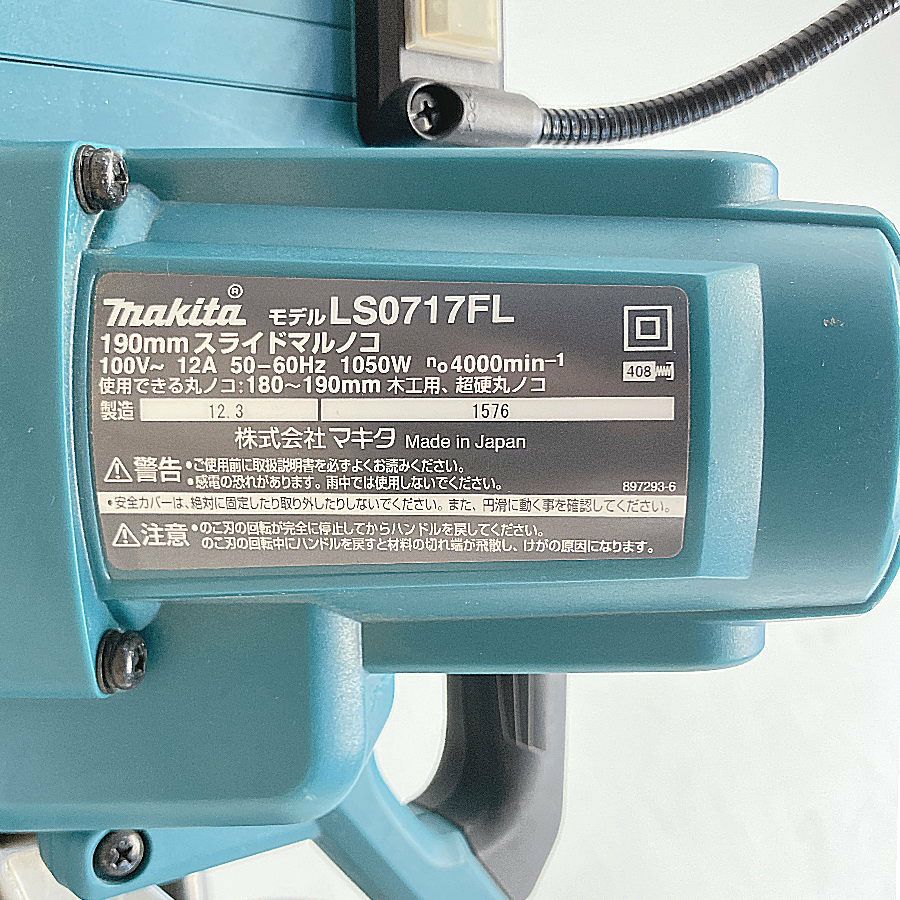 makita® モデル LS0717FL
190mm スライドマルノコ
100V~ 12A 50-60Hz 1050W n₀4000min⁻¹
408
使用できる丸ノコ:180~190mm 木工用、超硬丸ノコ
製造 12.3 1576
株式会社 マキタ Made in Japan
⚠警告 •ご使用前に取扱説明書を必ずよくお読みください。
•感電の恐れがあります。雨中では使用しないでください。
897293-6
•安全カバーは、絶対に固定したり取り外したりしないでください。また、円滑に動く事を確認してください。
⚠注意 •のこ刃の回転が完全に停止してからハンドルを戻してください。
のこ刃の回転中にハンドルを戻すと材料の切れ端が飛散し、けがの原因になります。